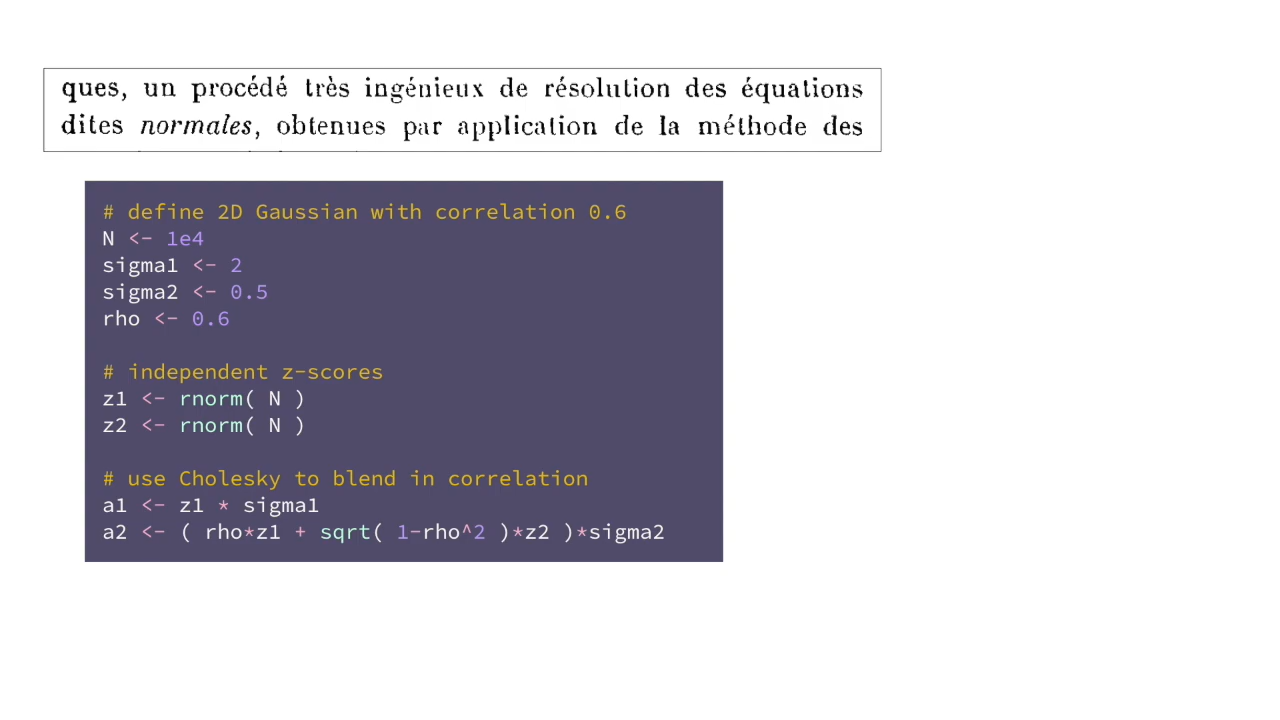 ques, un procédé très ingénieux de résolution des équations
dites normales, obtenues par application de la méthode des
# define 2D Gaussian with correlation 0.6
N <- 1e4
sigma1 <- 2
sigma2 <- 0.5
rho <- 0.6
# independent z-scores
z1 <- rnorm( N )
z2 <- rnorm( N )
# use Cholesky to blend in correlation
a1 <- z1 * sigma1
a2 <- ( rho*z1 + sqrt( 1-rho^2 )*z2 )*sigma2